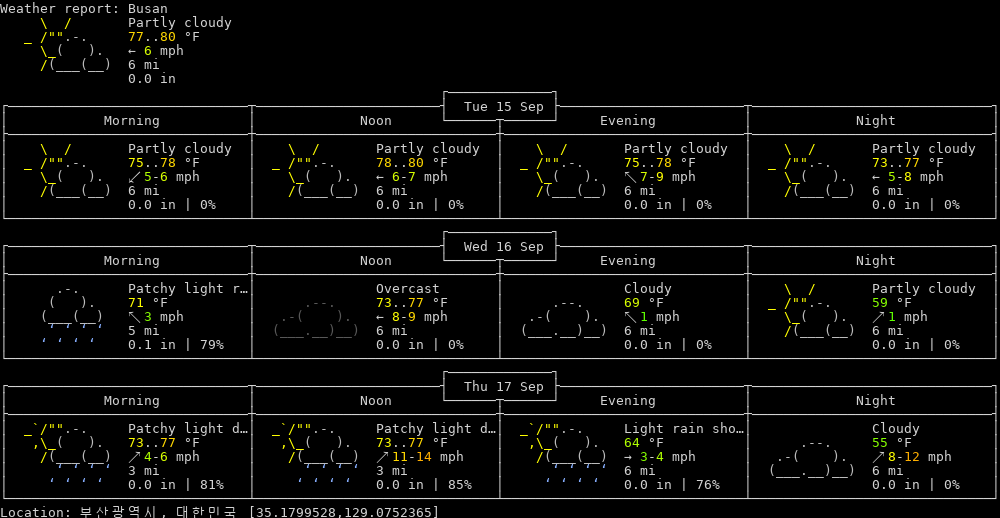 Weather report: Busan
Partly cloudy
77..80 °F
← 6 mph
6 mi
0.0 in
Tue 15 Sep
Morning Noon Evening Night
Partly cloudy Partly cloudy Partly cloudy Partly cloudy
75..78 °F 78..80 °F 75..78 °F 73..77 °F
↙ 5-6 mph ← 6-7 mph ↖ 7-9 mph ← 5-8 mph
6 mi 6 mi 6 mi 6 mi
0.0 in | 0% 0.0 in | 0% 0.0 in | 0% 0.0 in | 0%
Wed 16 Sep
Morning Noon Evening Night
Patchy light r… Overcast Cloudy Partly cloudy
71 °F 73..77 °F 69 °F 59 °F
↖ 3 mph ← 8-9 mph ↖ 1 mph ↗ 1 mph
5 mi 6 mi 6 mi 6 mi
0.1 in | 79% 0.0 in | 0% 0.0 in | 0% 0.0 in | 0%
Thu 17 Sep
Morning Noon Evening Night
Patchy light d… Patchy light d… Light rain sho… Cloudy
73..77 °F 73..77 °F 64 °F 55 °F
↗ 4-6 mph ↗ 11-14 mph → 3-4 mph ↗ 8-12 mph
3 mi 3 mi 6 mi 6 mi
0.0 in | 81% 0.0 in | 85% 0.0 in | 76% 0.0 in | 0%
Location: 부산광역시, 대한민국 [35.1799528,129.0752365]